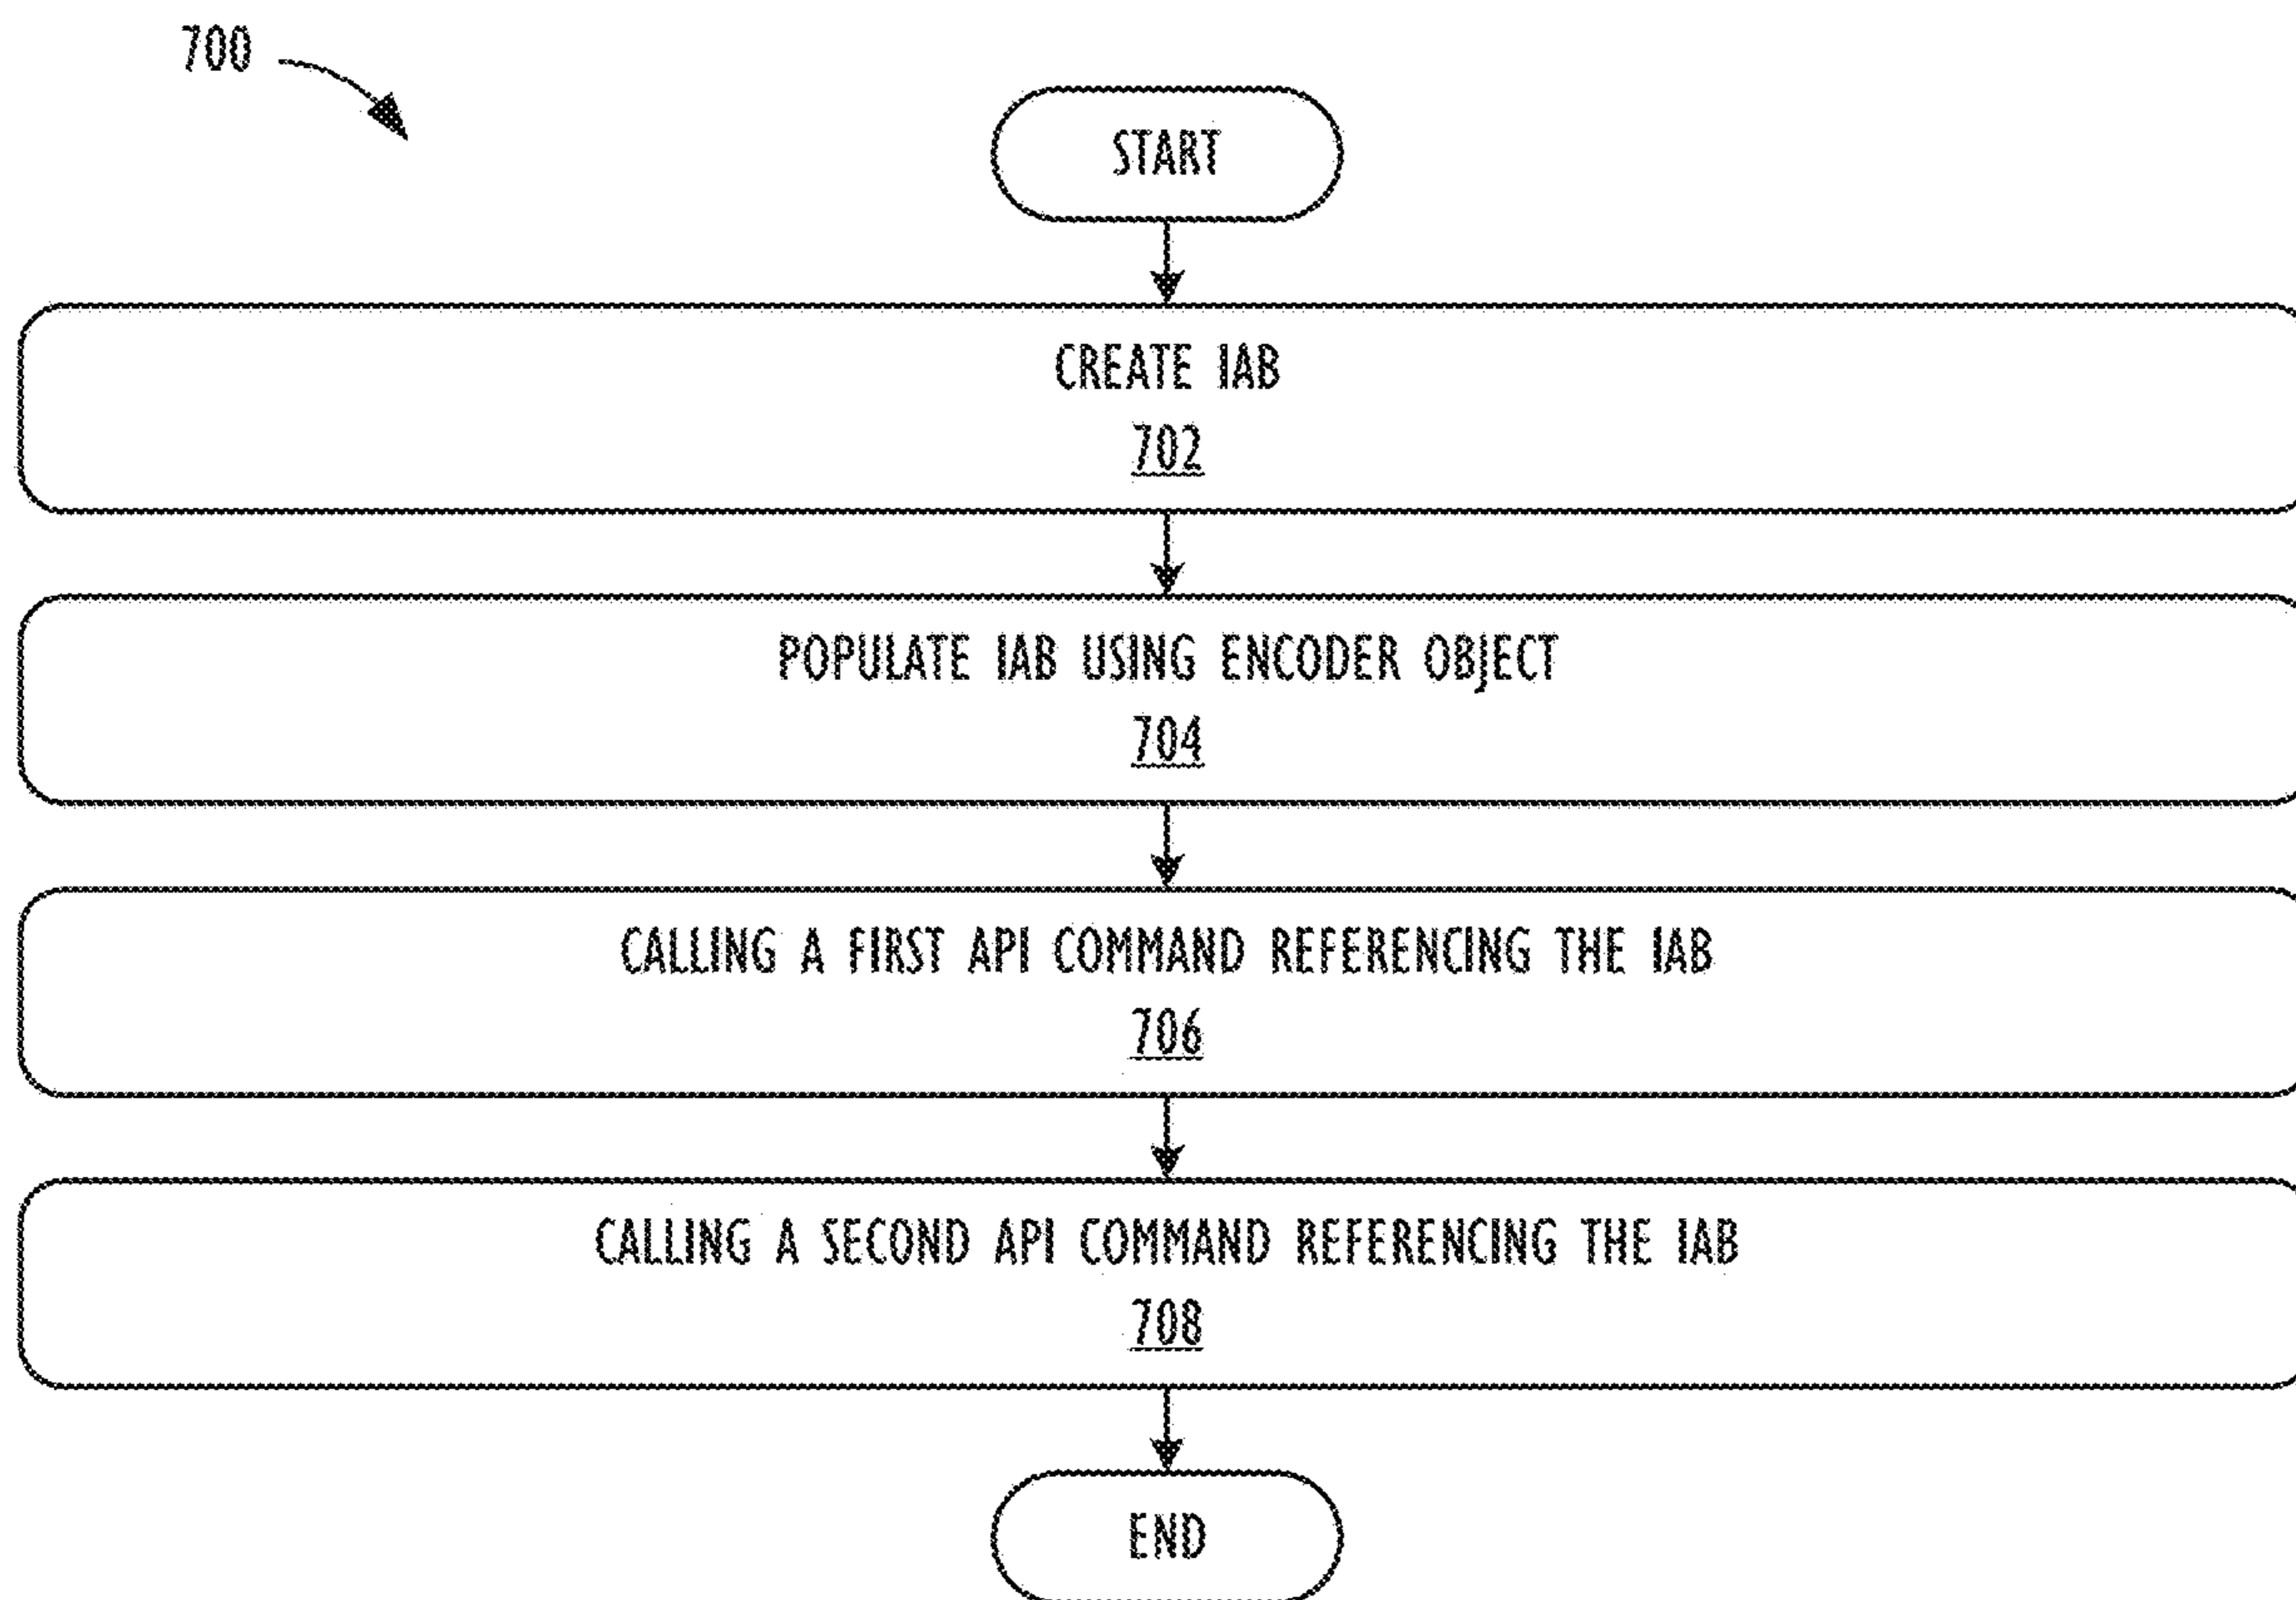 700
START
CREATE IAB
702
POPULATE IAB USING ENCODER OBJECT
704
CALLING A FIRST API COMMAND REFERENCING THE IAB
706
CALLING A SECOND API COMMAND REFERENCING THE IAB
708
END